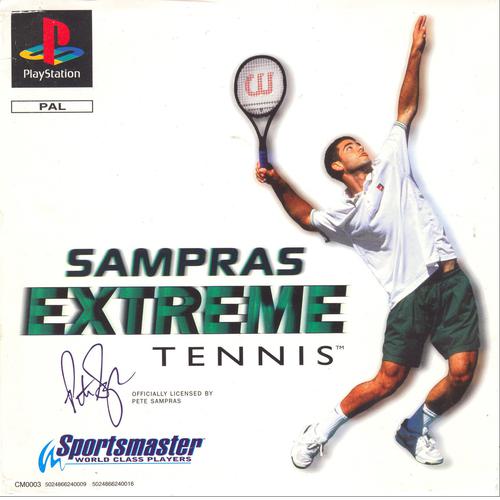 PlayStation
PAL
W
SAMPRAS
EXTREME
TENNIS™
OFFICIALLY LICENSED BY
PETE SAMPRAS
Sportsmaster
WORLD CLASS PLAYERS
CM0003 5024866240009 5024866240016